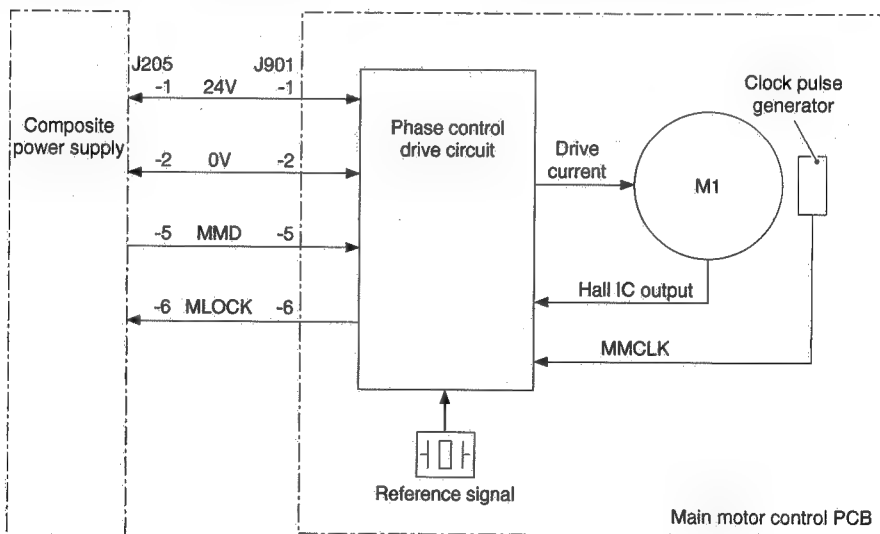 J205 J901
-1 24V -1
Composite
power supply
-2 0V -2
-5 MMD -5
-6 MLOCK -6
Phase control
drive circuit
Drive
current
M1
Clock pulse
generator
Hall IC output
MMCLK
Reference signal
Main motor control PCB